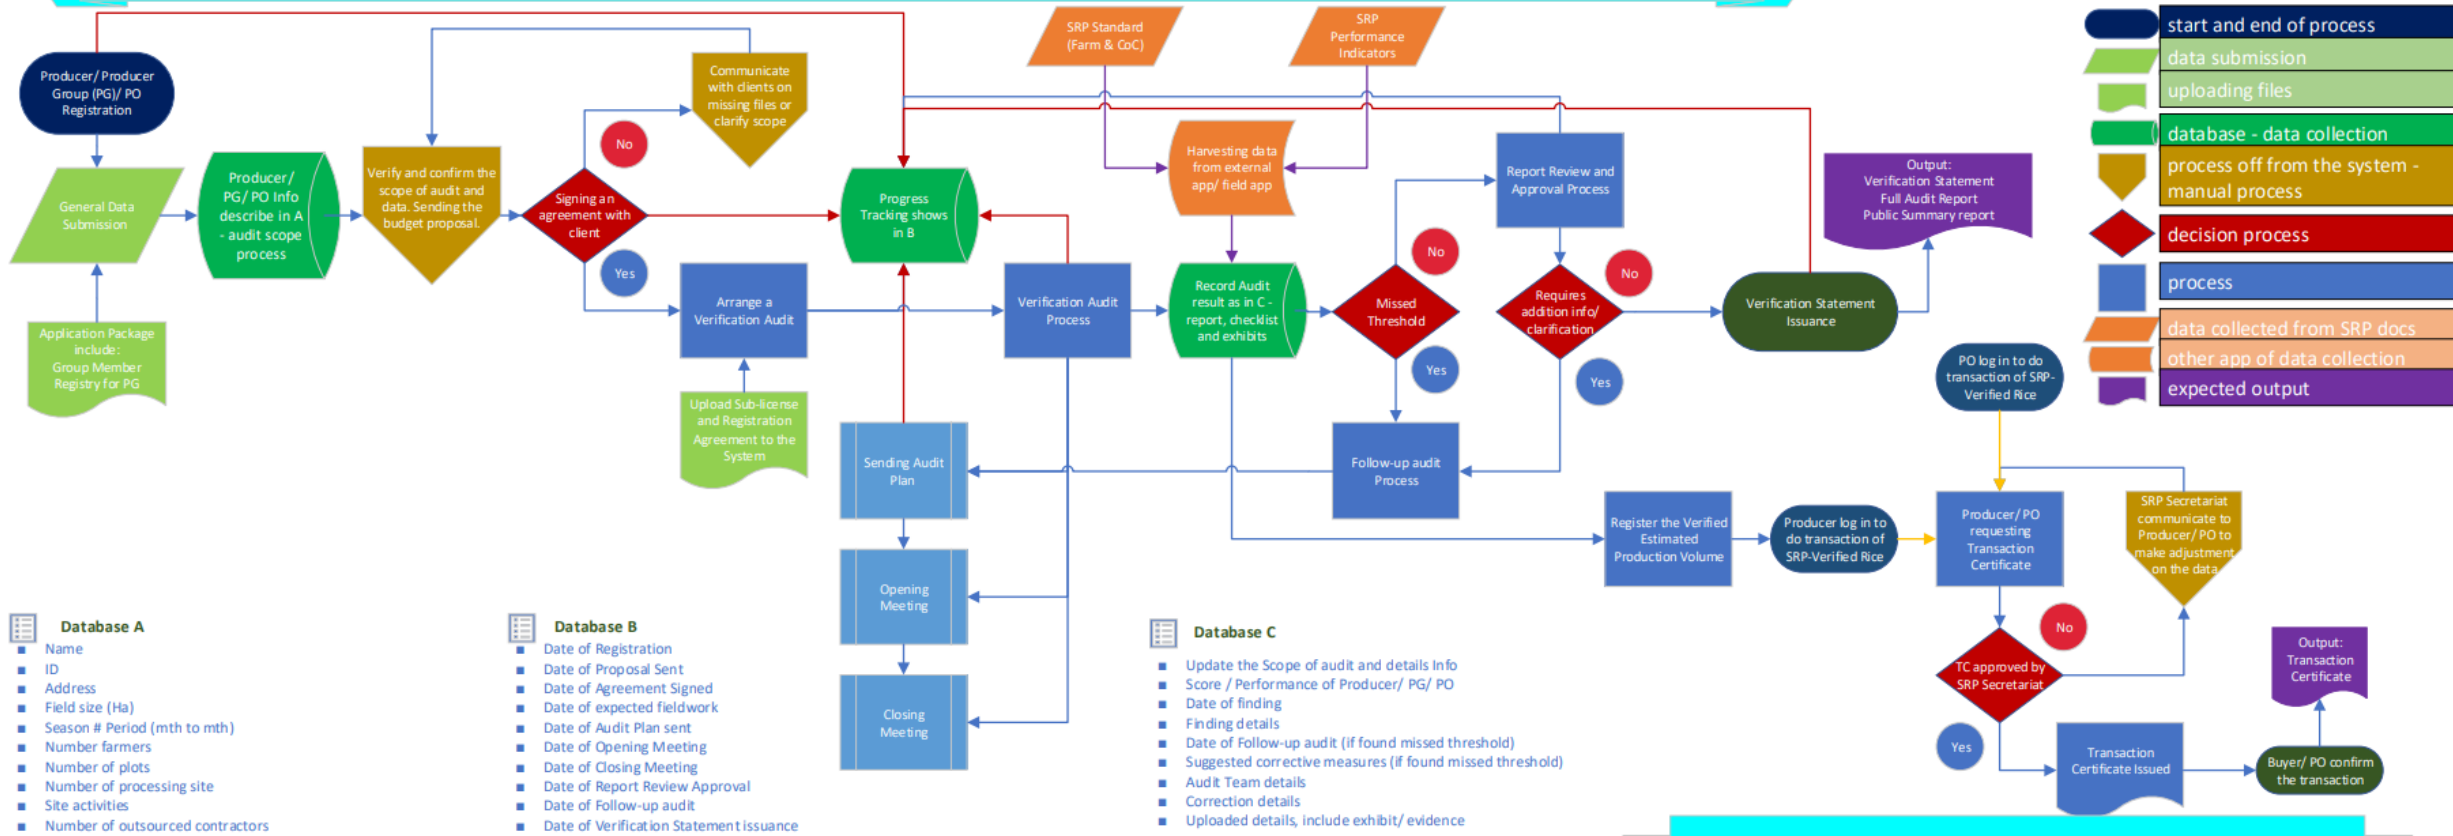 Producer/ Producer
Group (PG)/ PO
Registration
General Data
Submission
Application Package
include:
Group Member
Registry for PG
Producer/
PG/ PO Info
describe in A
- audit scope
process
Verify and confirm the
scope of audit and
data. Sending the
budget proposal.
Communicate
with clients on
missing files or
clarify scope
No
Signing an
agreement with
client
Yes
Arrange a
Verification Audit
Upload Sub-license
and Registration
Agreement to the
System
Progress
Tracking shows
in B
Sending Audit
Plan
Opening
Meeting
Closing
Meeting
Verification Audit
Process
SRP Standard
(Farm & CoC)
SRP
Performance
Indicators
Harvesting data
from external
app/ field app
Record Audit
result as in C -
report, checklist
and exhibits
Missed
Threshold
No
Yes
Follow-up audit
Process
Report Review and
Approval Process
Requires
addition info/
clarification
No
Yes
Verification Statement
Issuance
Output:
Verification Statement
Full Audit Report
Public Summary report
PO log in to do
transaction of SRP-
Verified Rice
Register the Verified
Estimated
Production Volume
Producer log in to
do transaction of
SRP-Verified Rice
Producer/ PO
requesting
Transaction
Certificate
SRP Secretariat
communicate to
Producer/ PO to
make adjustment
on the data
No
TC approved by
SRP Secretariat
Yes
Transaction
Certificate Issued
Buyer/ PO confirm
the transaction
Output:
Transaction
Certificate
start and end of process
data submission
uploading files
database - data collection
process off from the system -
manual process
decision process
process
data collected from SRP docs
other app of data collection
expected output
Database A
Name
ID
Address
Field size (Ha)
Season # Period (mth to mth)
Number farmers
Number of plots
Number of processing site
Site activities
Number of outsourced contractors
Database B
Date of Registration
Date of Proposal Sent
Date of Agreement Signed
Date of expected fieldwork
Date of Audit Plan sent
Date of Opening Meeting
Date of Closing Meeting
Date of Report Review Approval
Date of Follow-up audit
Date of Verification Statement issuance
Database C
Update the Scope of audit and details Info
Score / Performance of Producer/ PG/ PO
Date of finding
Finding details
Date of Follow-up audit (if found missed threshold)
Suggested corrective measures (if found missed threshold)
Audit Team details
Correction details
Uploaded details, include exhibit/ evidence